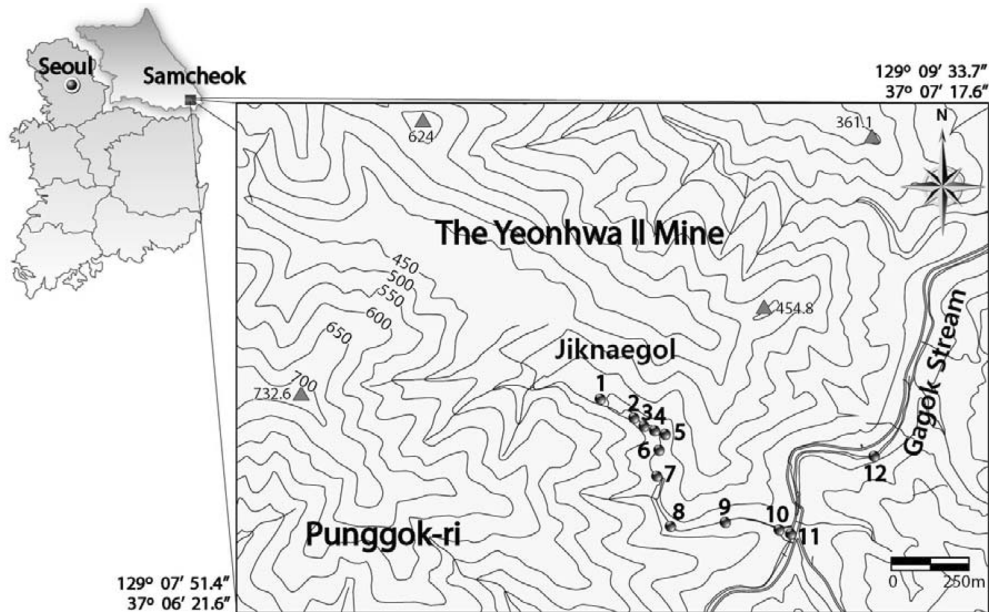 Seoul
Samcheok
129° 09' 33.7"
37° 07' 17.6"
N
624
361.1
The Yeonhwa ll Mine
450
500
550
600
650
700
732.6
454.8
Jiknaegol
Gagok Stream
1
2
3
4
5
6
7
8
9
10
11
12
Punggok-ri
0
250m
129° 07' 51.4"
37° 06' 21.6"